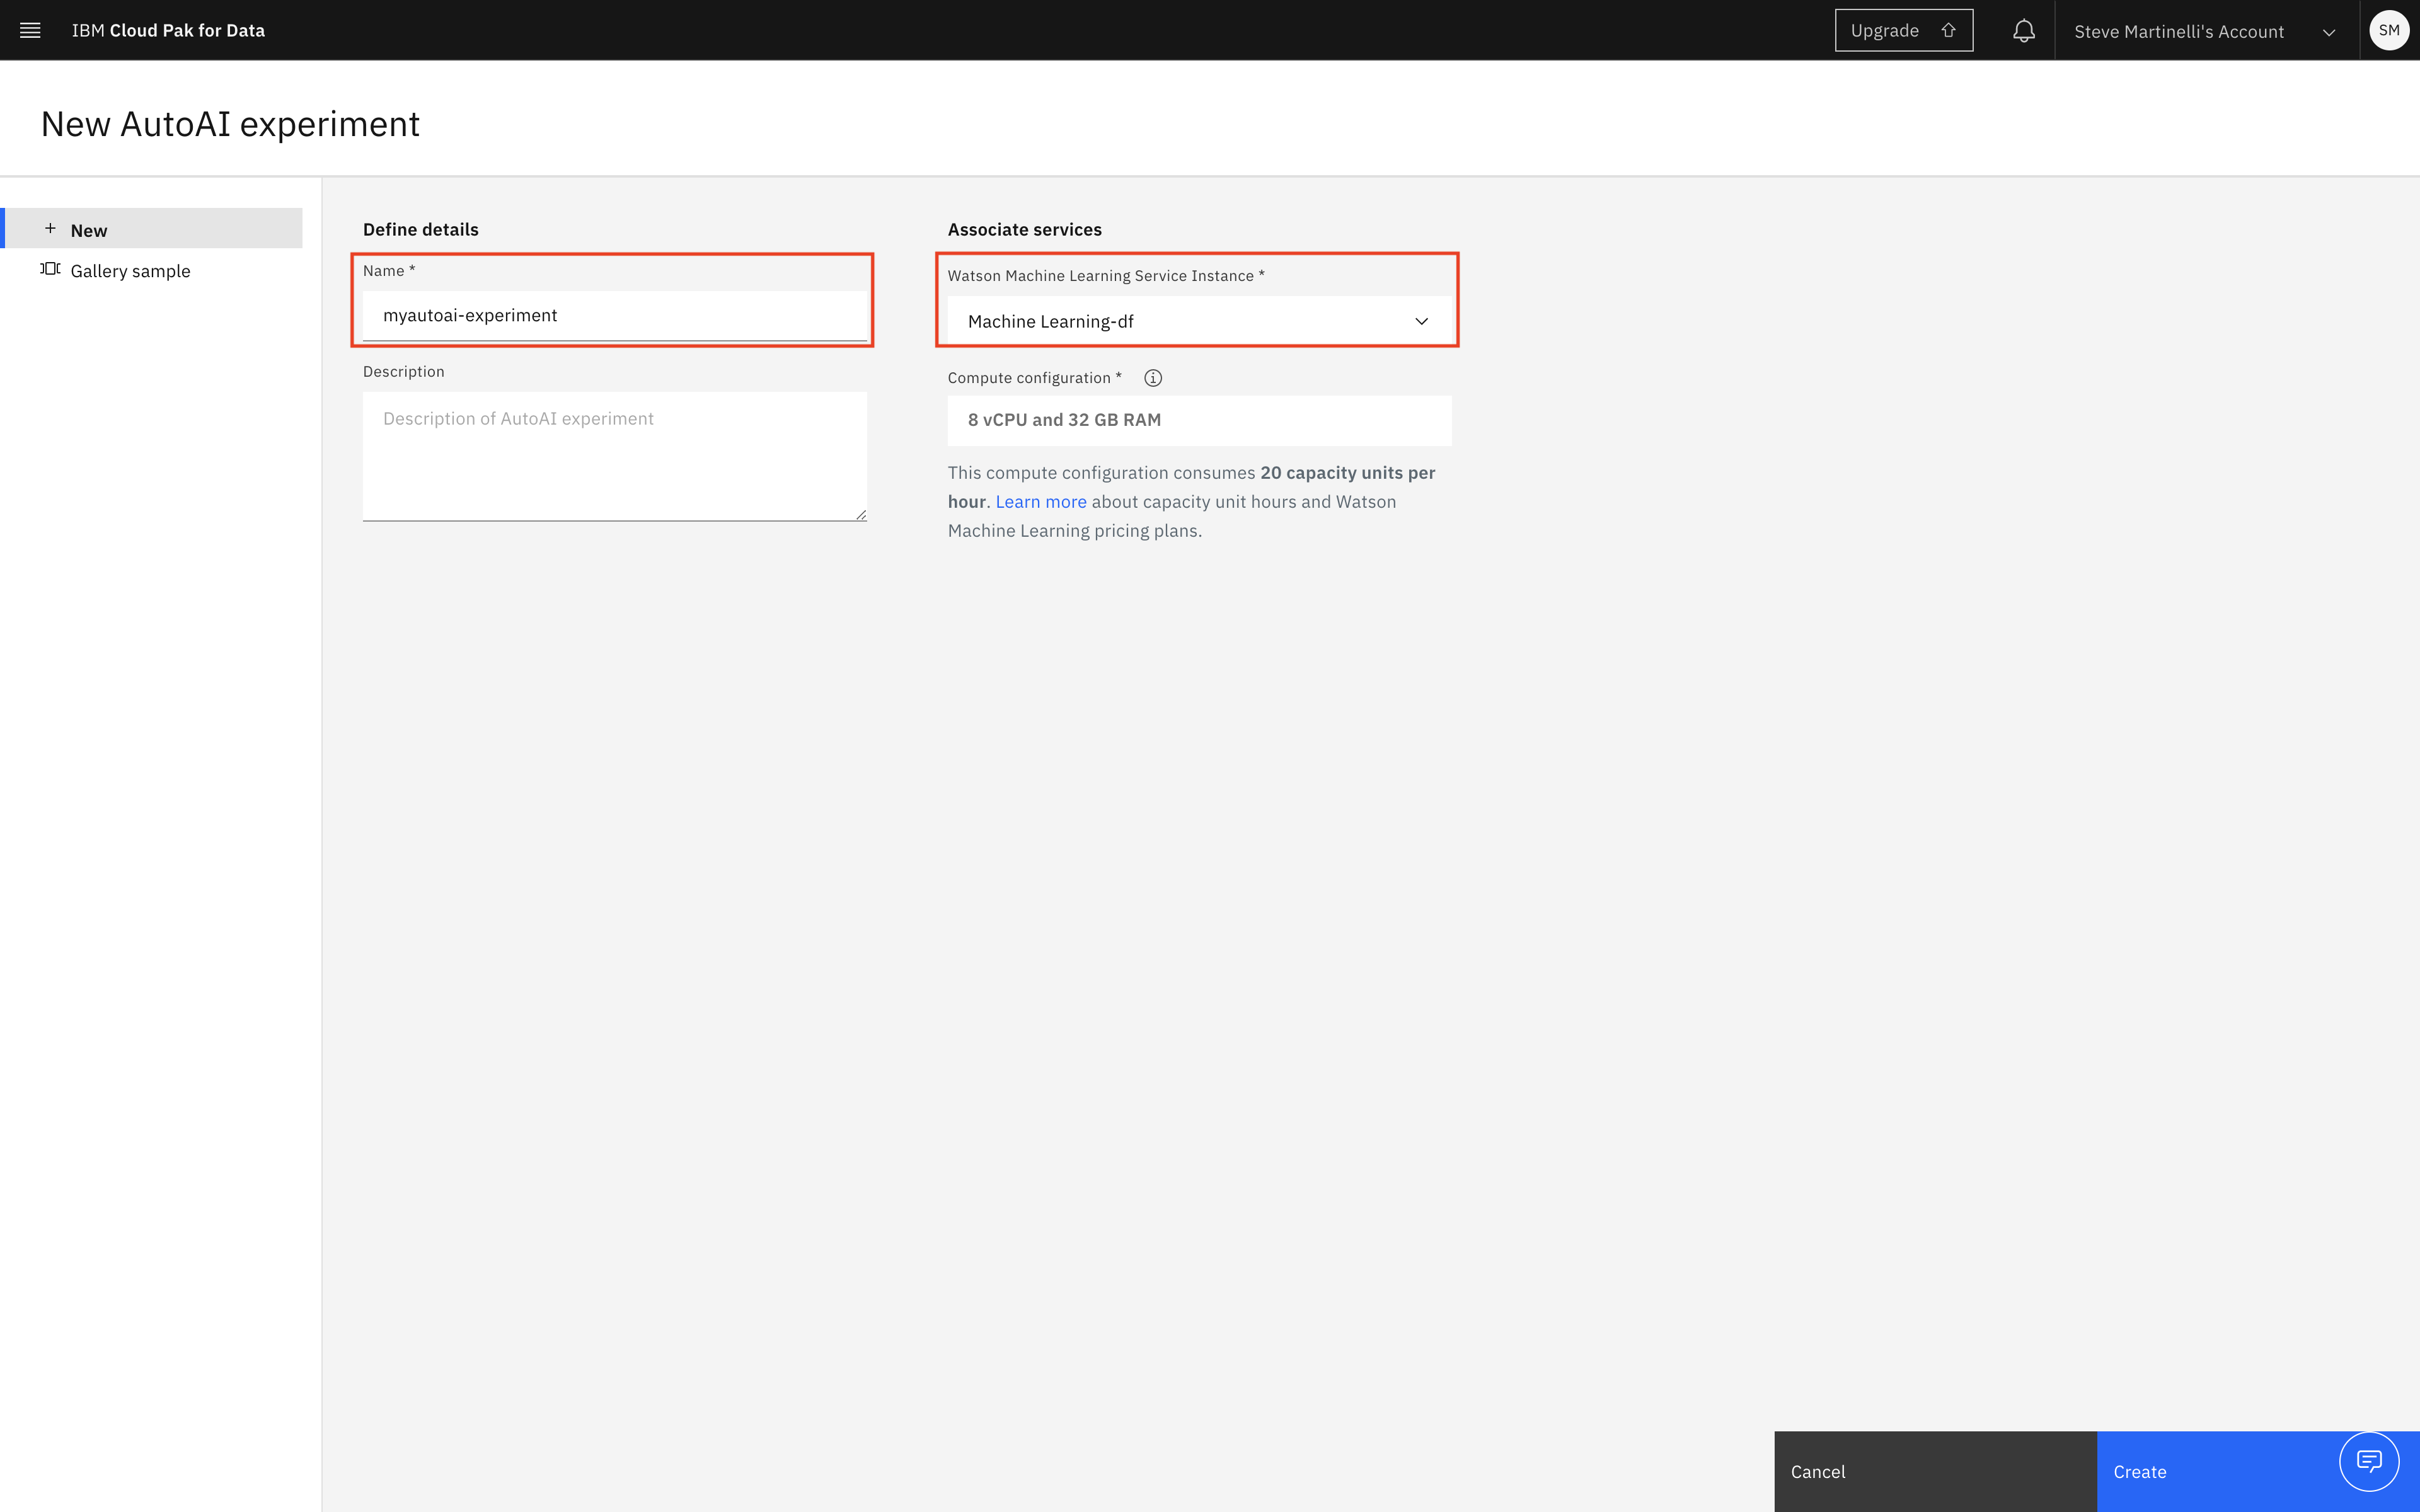 IBM Cloud Pak for Data
Upgrade
Steve Martinelli's Account
SM
New AutoAI experiment
New
Gallery sample
Define details
Name *
myautoai-experiment
Description
Description of AutoAI experiment
Associate services
Watson Machine Learning Service Instance *
Machine Learning-df
Compute configuration *
8 vCPU and 32 GB RAM
This compute configuration consumes 20 capacity units per
hour. Learn more about capacity unit hours and Watson
Machine Learning pricing plans.
Cancel
Create